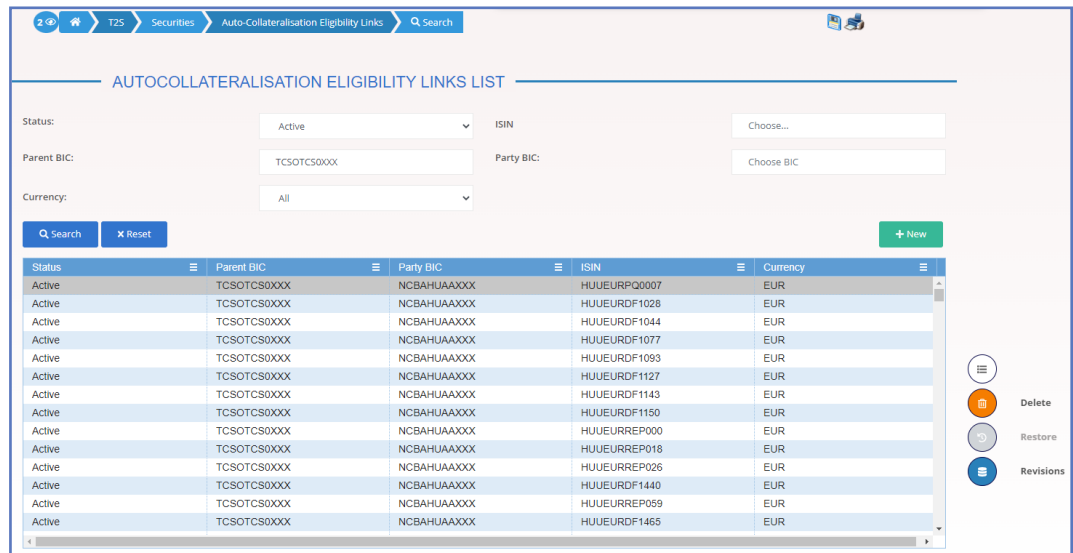 2 T2S Securities Auto-Collateralisation Eligibility Links Search
AUTOCOLLATERALISATION ELIGIBILITY LINKS LIST
Status: Active ISIN Choose...
Parent BIC: TCSOTCS0XXX Party BIC: Choose BIC
Currency: All
Search Reset New
Status Parent BIC Party BIC ISIN Currency
Active TCSOTCS0XXX NCBAHUAAXXX HUUEURPQ0007 EUR
Active TCSOTCS0XXX NCBAHUAAXXX HUUEURDF1028 EUR
Active TCSOTCS0XXX NCBAHUAAXXX HUUEURDF1044 EUR
Active TCSOTCS0XXX NCBAHUAAXXX HUUEURDF1077 EUR
Active TCSOTCS0XXX NCBAHUAAXXX HUUEURDF1093 EUR
Active TCSOTCS0XXX NCBAHUAAXXX HUUEURDF1127 EUR
Active TCSOTCS0XXX NCBAHUAAXXX HUUEURDF1143 EUR
Active TCSOTCS0XXX NCBAHUAAXXX HUUEURDF1150 EUR
Active TCSOTCS0XXX NCBAHUAAXXX HUUEURREP000 EUR
Active TCSOTCS0XXX NCBAHUAAXXX HUUEURREP018 EUR
Active TCSOTCS0XXX NCBAHUAAXXX HUUEURREP026 EUR
Active TCSOTCS0XXX NCBAHUAAXXX HUUEURDF1440 EUR
Active TCSOTCS0XXX NCBAHUAAXXX HUUEURREP059 EUR
Active TCSOTCS0XXX NCBAHUAAXXX HUUEURDF1465 EUR
Delete
Restore
Revisions